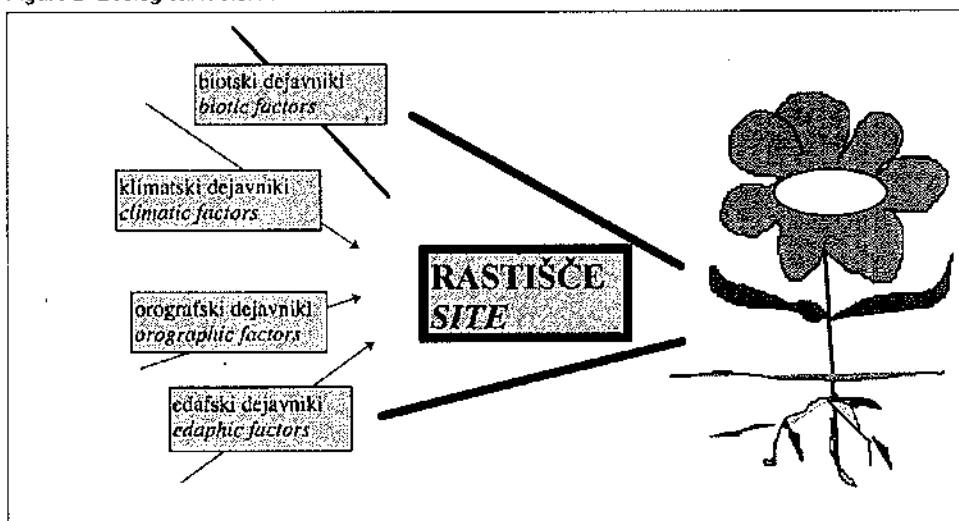 biotski dejavniki
biotic factors
klimatski dejavniki
climatic factors
RASTIŠČE
SITE
orografski dejavniki
orographic factors
edafski dejavniki
edaphic factors